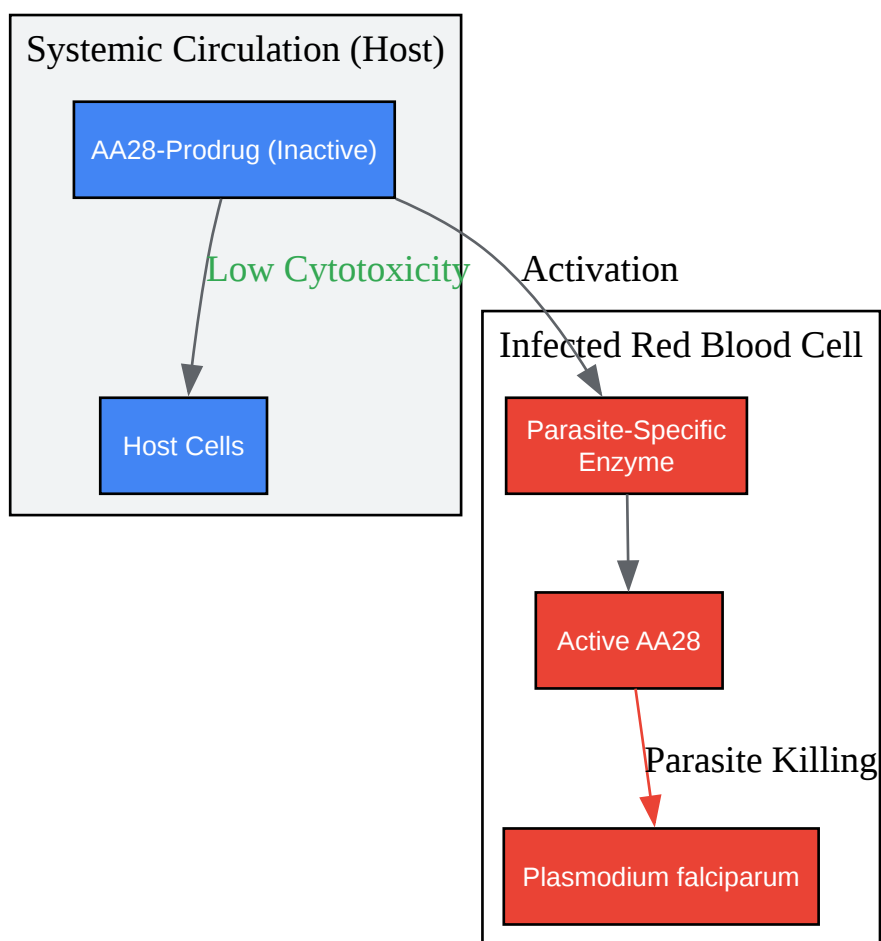 Systemic Circulation (Host)
AA28-Prodrug (Inactive)
Low Cytotoxicity
Activation
Host Cells
Infected Red Blood Cell
Parasite-Specific
Enzyme
Active AA28
Parasite Killing
Plasmodium falciparum